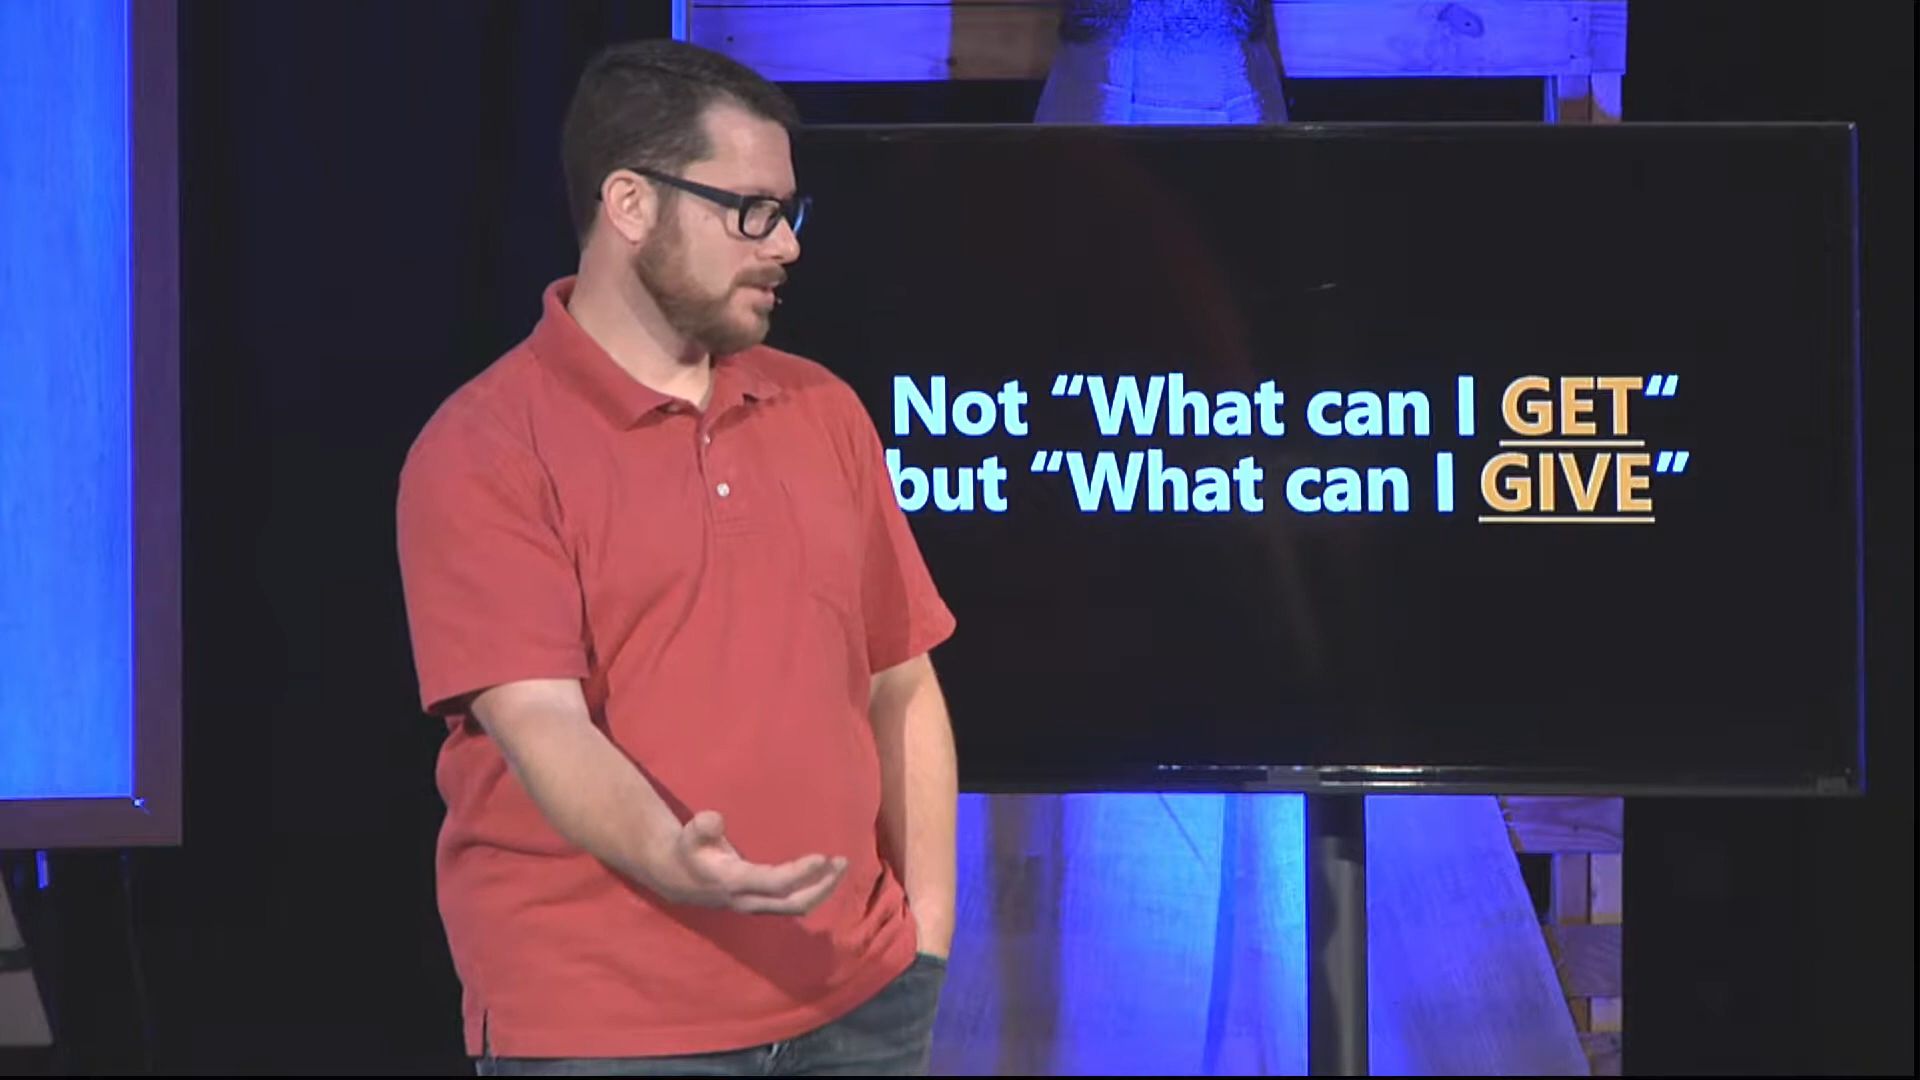 Not “What can I GET“
but “What can I GIVE”